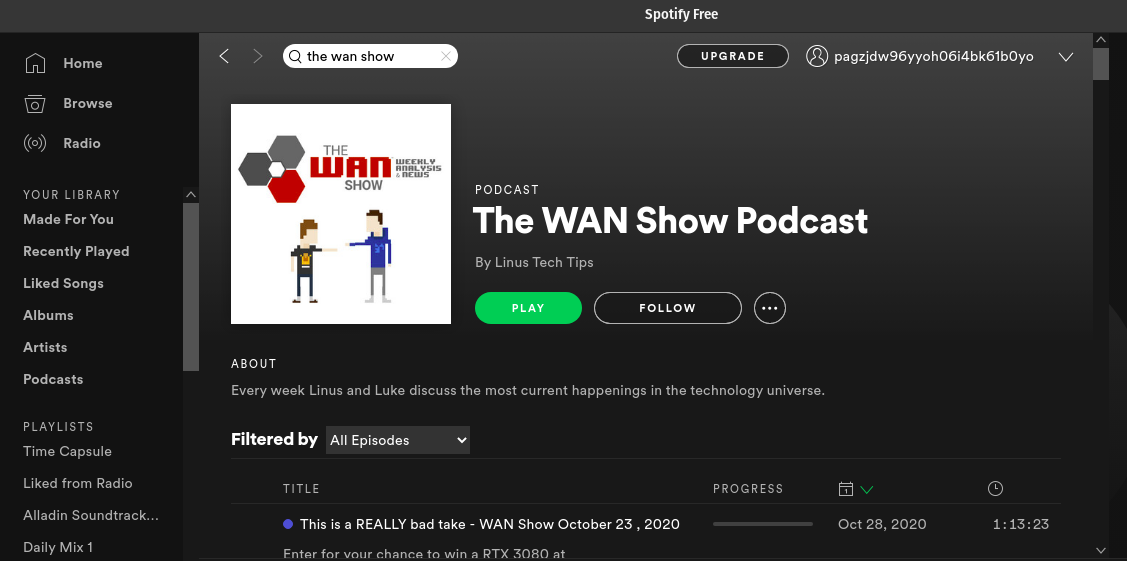 Spotify Free
Home
Browse
Radio
YOUR LIBRARY
Made For You
Recently Played
Liked Songs
Albums
Artists
Podcasts
PLAYLISTS
Time Capsule
Liked from Radio
Alladin Soundtrack...
Daily Mix 1
the wan show
UPGRADE
pagzjdw96yyoh06i4bk61b0yo
THE
WAN WEEKLY
ANALYSIS
& NEWS
SHOW
PODCAST
The WAN Show Podcast
By Linus Tech Tips
PLAY
FOLLOW
ABOUT
Every week Linus and Luke discuss the most current happenings in the technology universe.
Filtered by All Episodes
TITLE PROGRESS
This is a REALLY bad take - WAN Show October 23 , 2020 Oct 28, 2020 1:13:23
Enter for your chance to win a RTX 3080 at